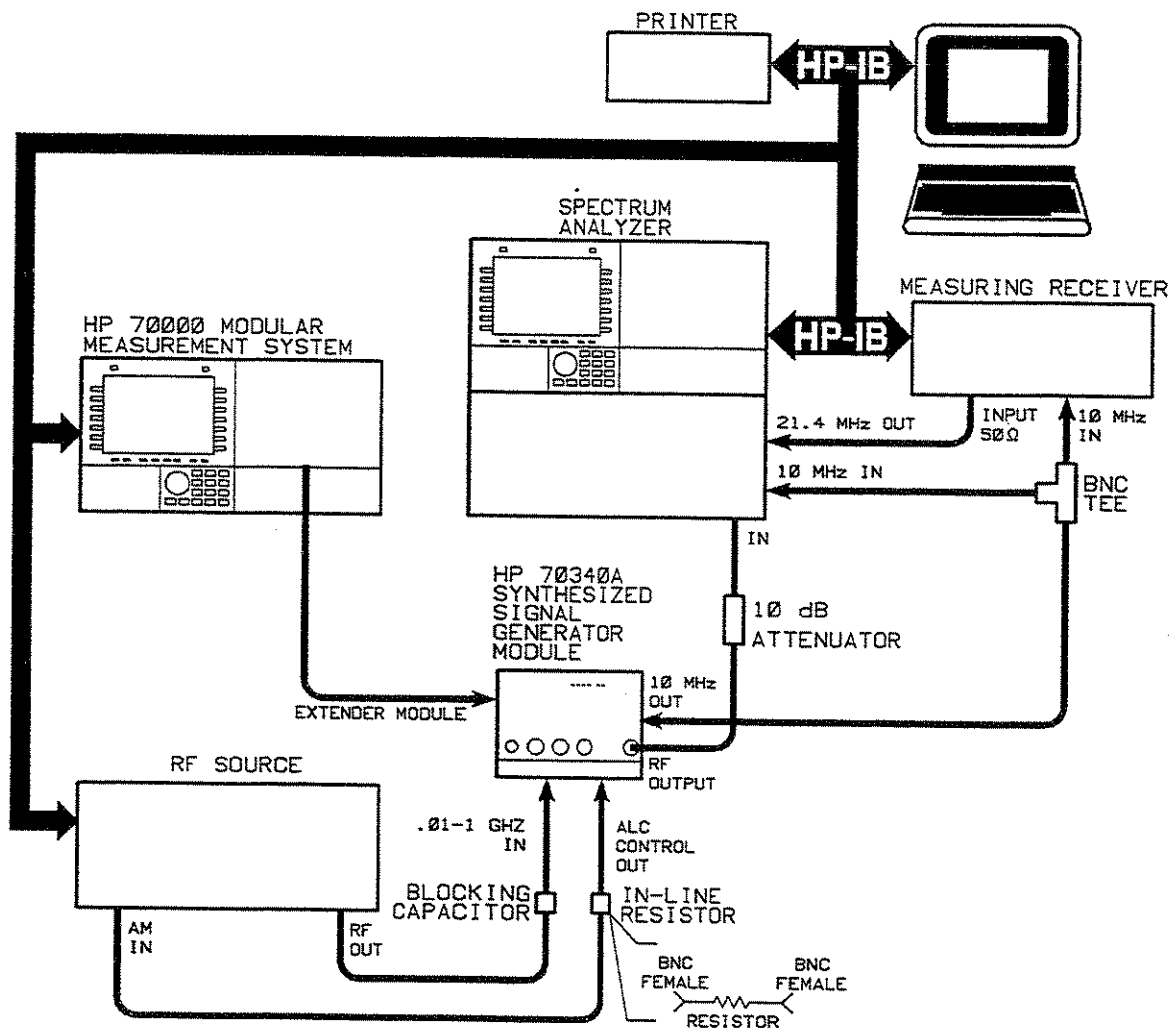 PRINTER
HP-IB
SPECTRUM
ANALYZER
MEASURING RECEIVER
HP 70000 MODULAR
MEASUREMENT SYSTEM
HP-IB
21.4 MHz OUT
INPUT
50Ω
10 MHz
IN
10 MHz IN
BNC
TEE
IN
HP 70340A
SYNTHESIZED
SIGNAL
GENERATOR
MODULE
10 dB
ATTENUATOR
10 MHz
OUT
EXTENDER MODULE
RF
OUTPUT
RF SOURCE
.01-1 GHZ
IN
ALC
CONTROL
OUT
BLOCKING
CAPACITOR
IN-LINE
RESISTOR
AM
IN
RF
OUT
BNC
FEMALE
BNC
FEMALE
RESISTOR